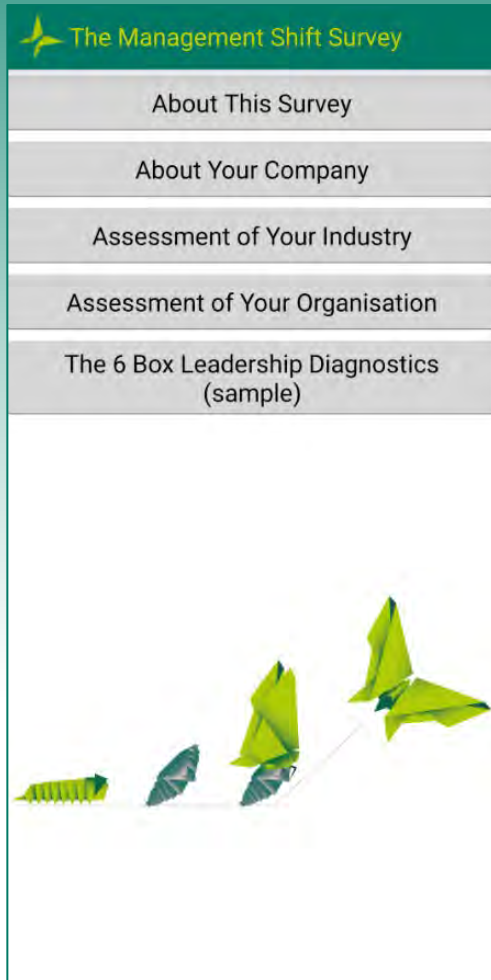 The Management Shift Survey
About This Survey
About Your Company
Assessment of Your Industry
Assessment of Your Organisation
The 6 Box Leadership Diagnostics
(sample)